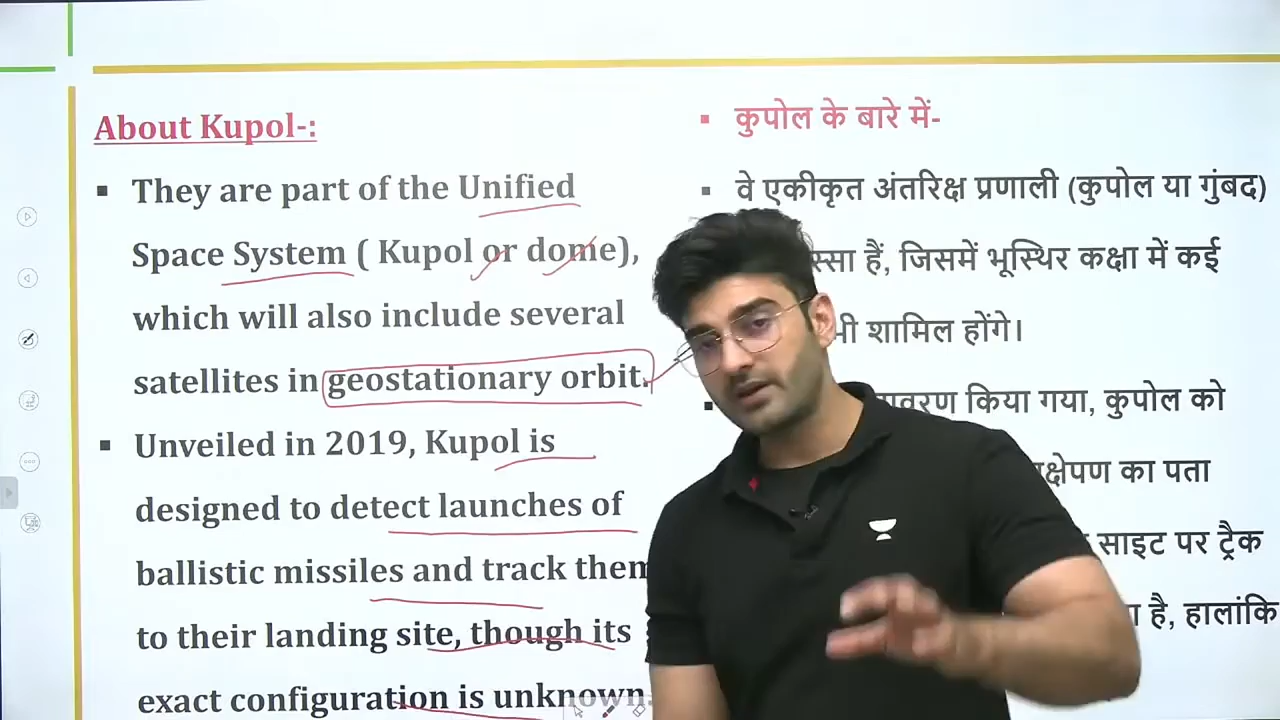 About Kupol-:
▪ They are part of the Unified
Space System ( Kupol or dome),
which will also include several
satellites in geostationary orbit.
▪ Unveiled in 2019, Kupol is
designed to detect launches of
ballistic missiles and track them
to their landing site, though its
exact configuration is unknown.
▪ कुपोल के बारे में-
▪ वे एकीकृत अंतरिक्ष प्रणाली (कुपोल या गुंबद)
हैं, जिसमें भूस्थिर कक्षा में कई
शामिल होंगे।
किया गया, कुपोल को
का पता
साइट पर ट्रैक
है, हालांकि